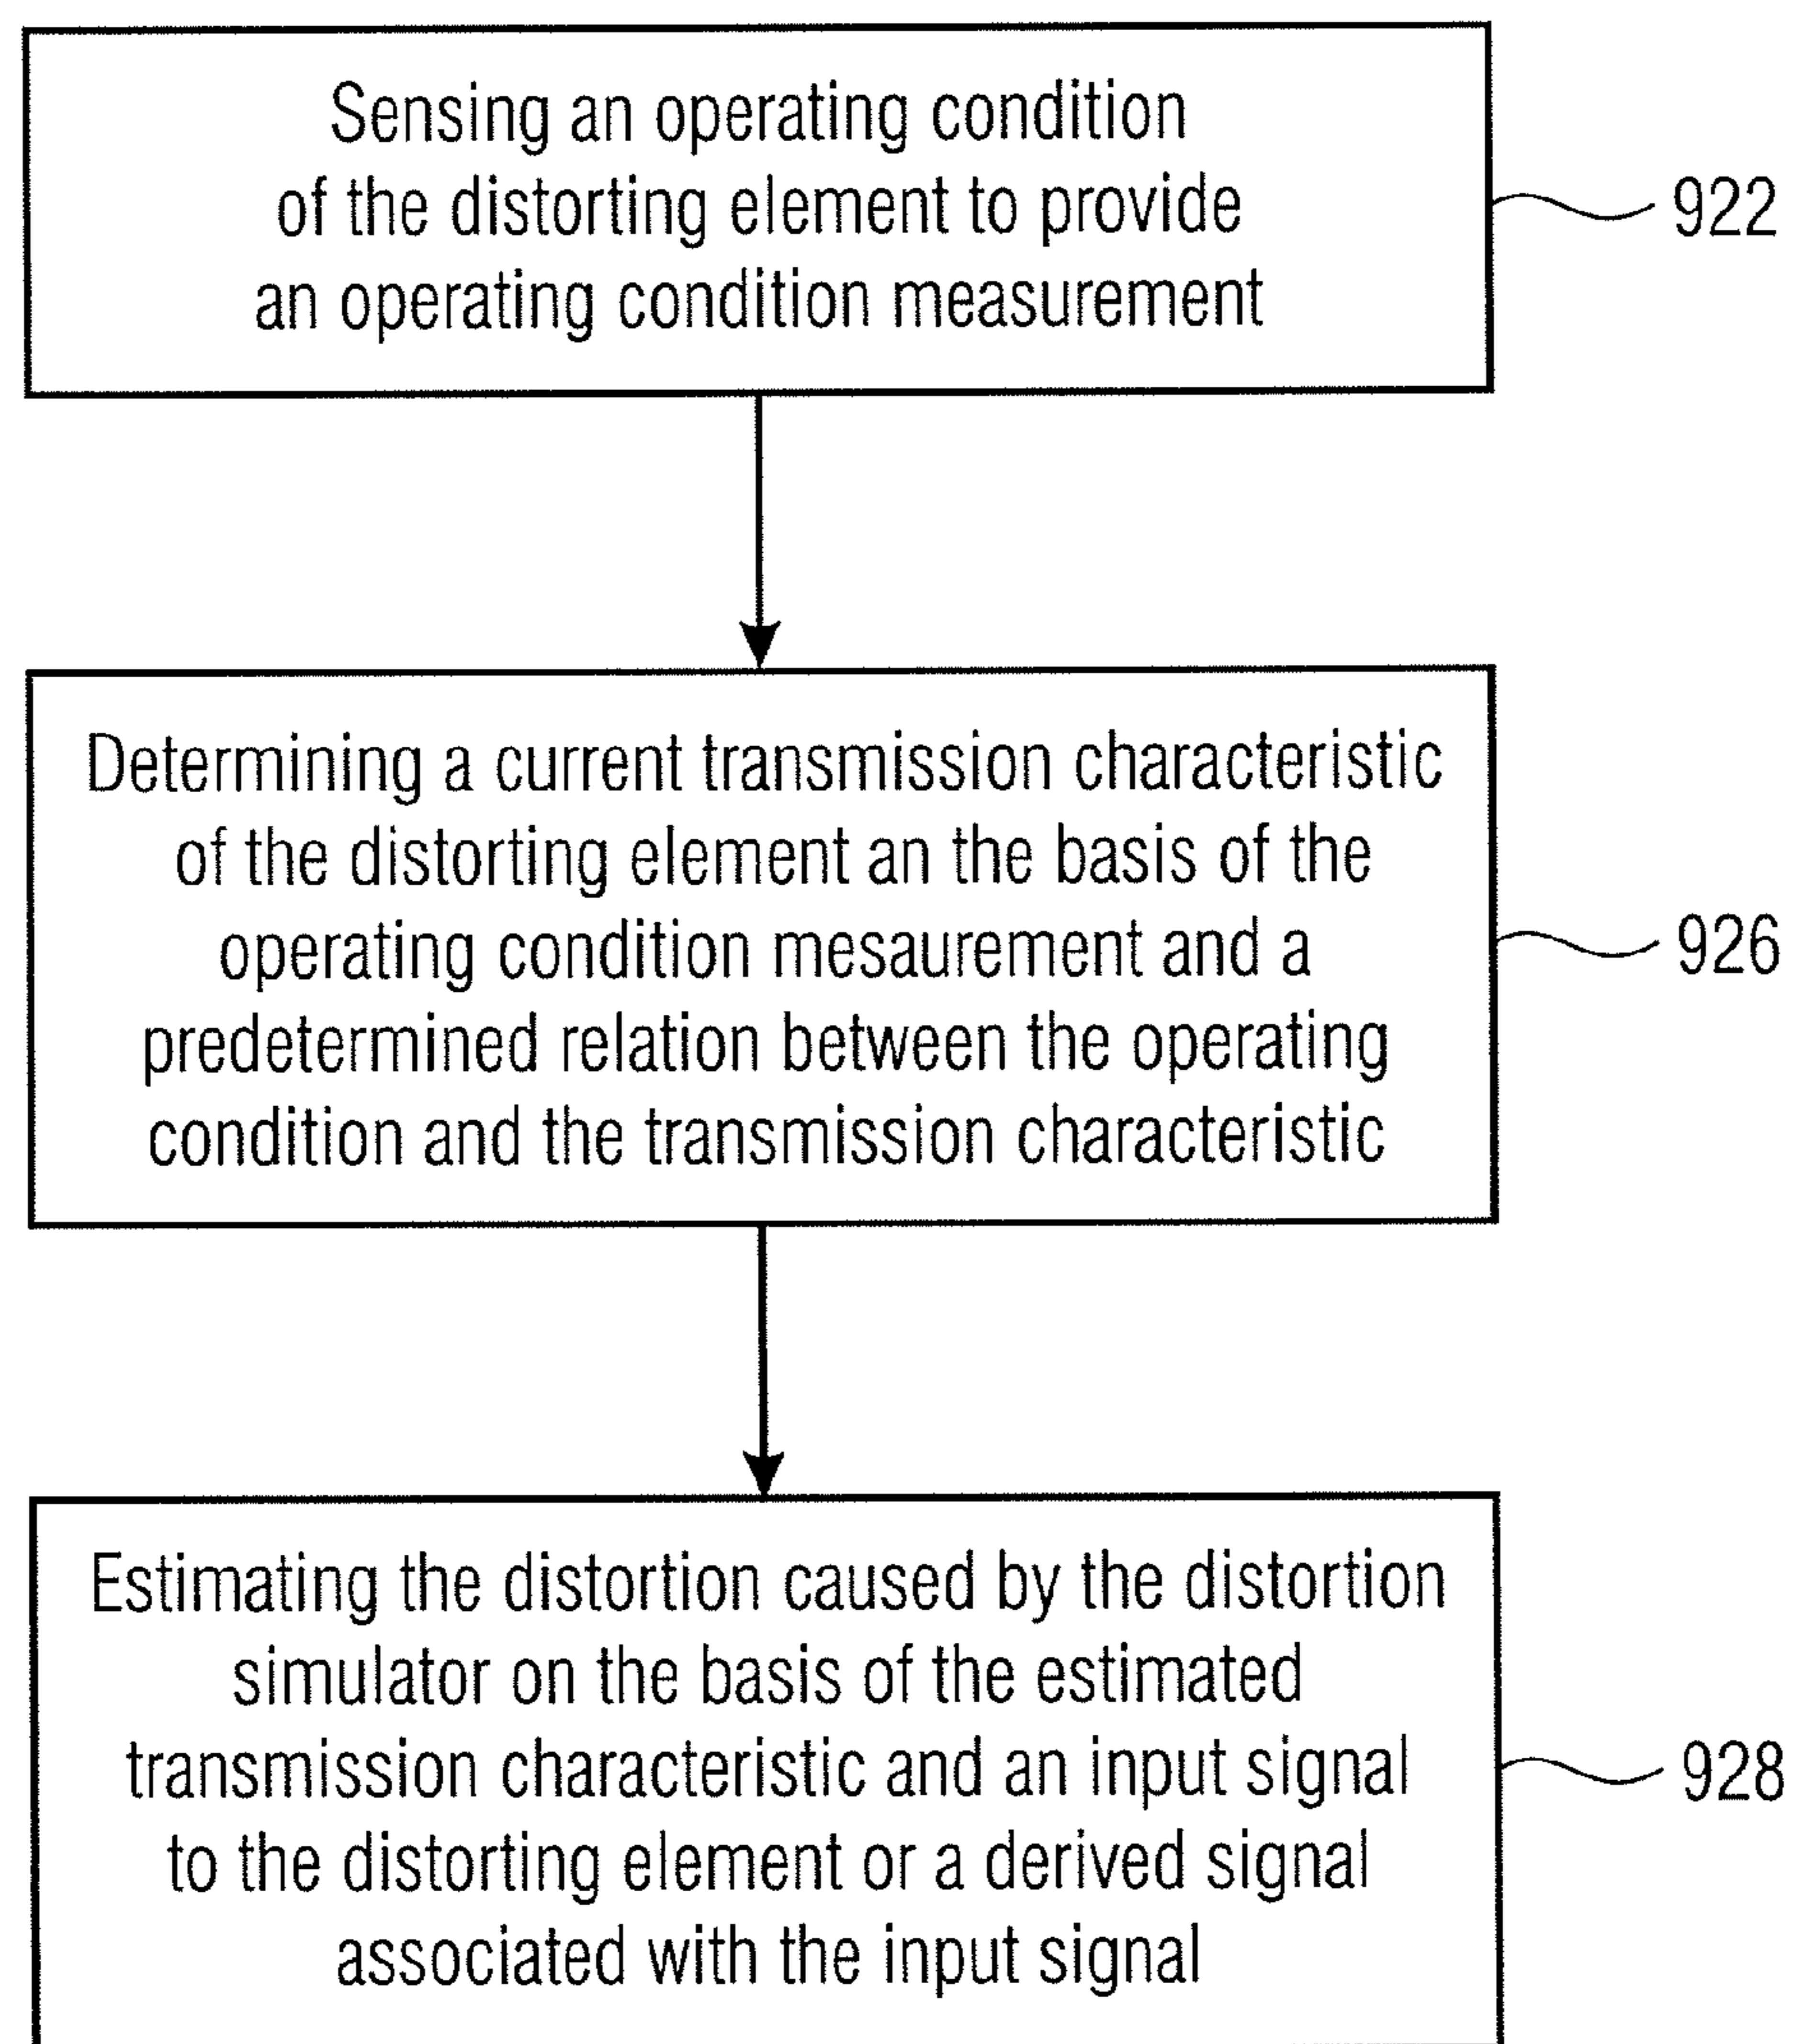 Sensing an operating condition
of the distorting element to provide
an operating condition measurement
922
Determining a current transmission characteristic
of the distorting element an the basis of the
operating condition mesaurement and a
predetermined relation between the operating
condition and the transmission characteristic
926
Estimating the distortion caused by the distortion
simulator on the basis of the estimated
transmission characteristic and an input signal
to the distorting element or a derived signal
associated with the input signal
928